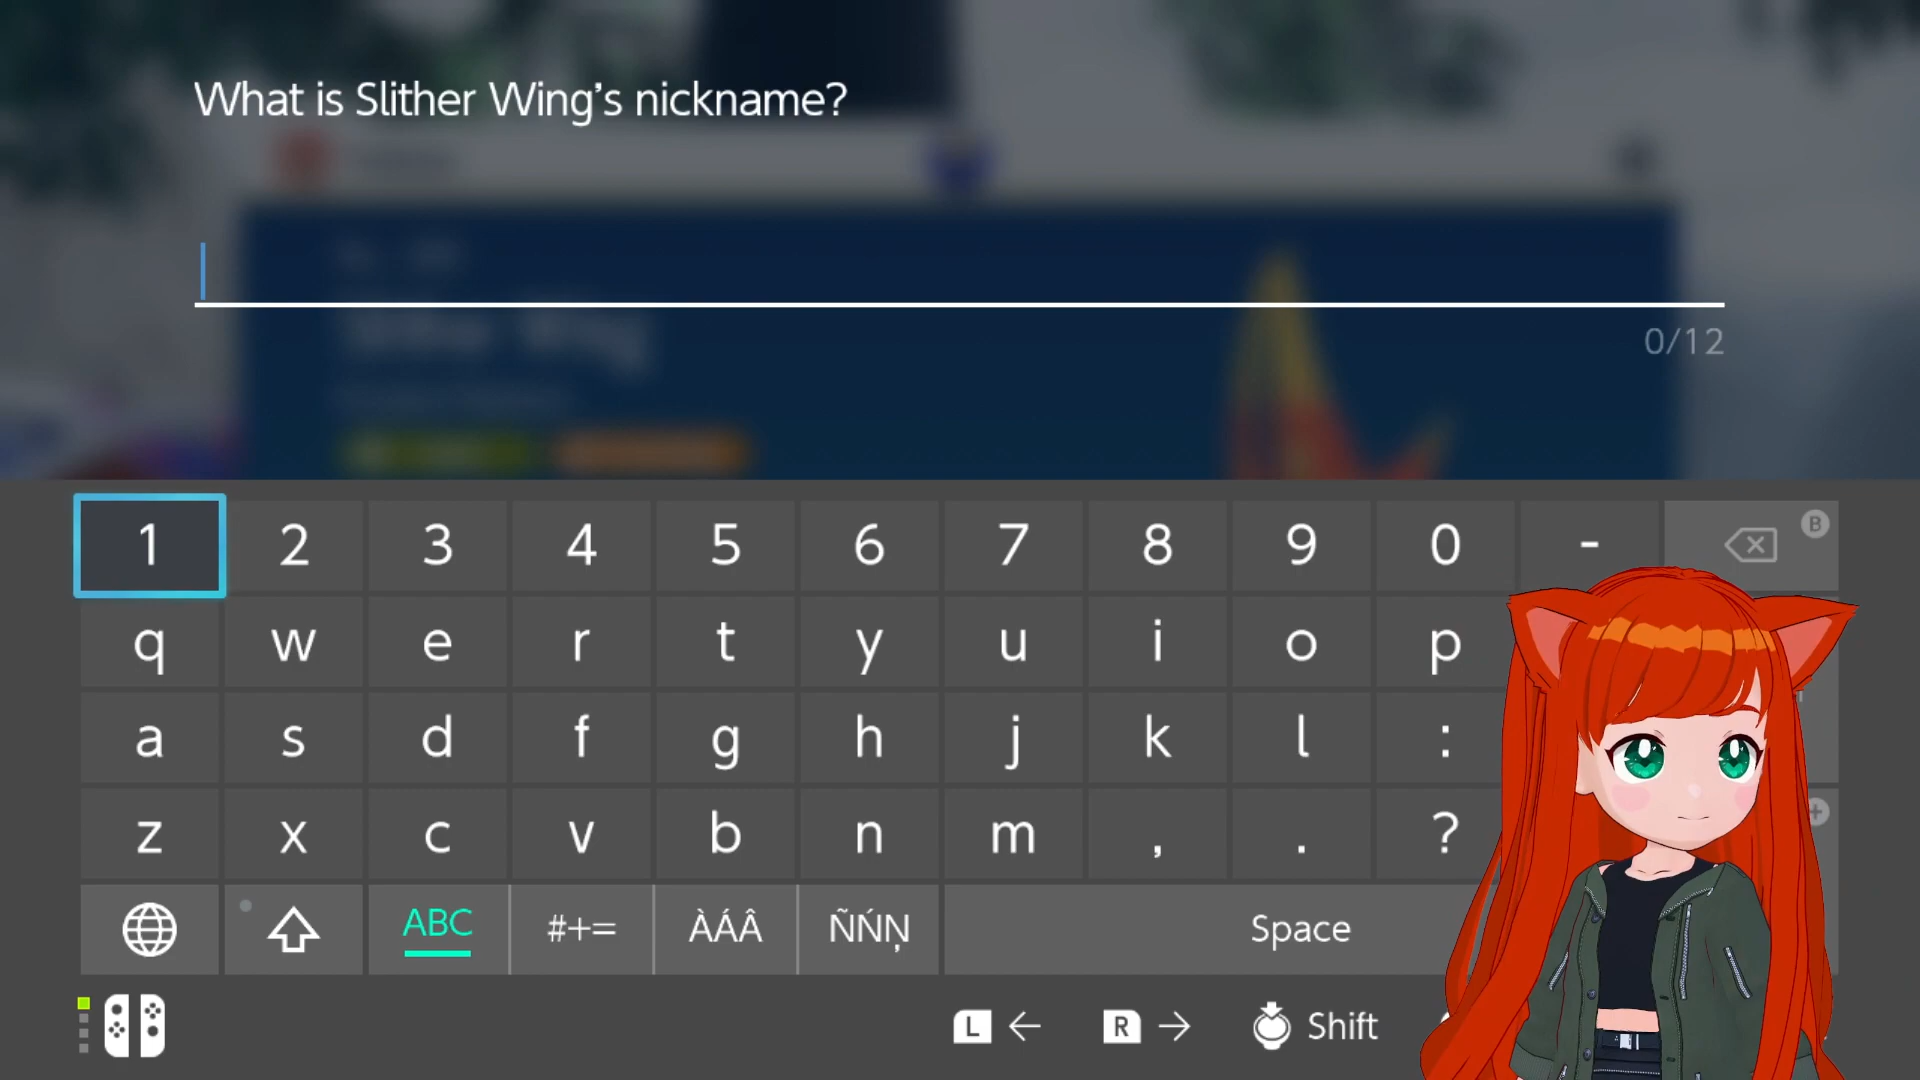 What is Slither Wing's nickname?
0/12
1 2 3 4 5 6 7 8 9 0 - B
q w e r t y u i o p
a s d f g h j k l :
z x c v b n m , . ?
ABC #+= ÀÁÂ ÑŃŅ Space
L ← R → Shift